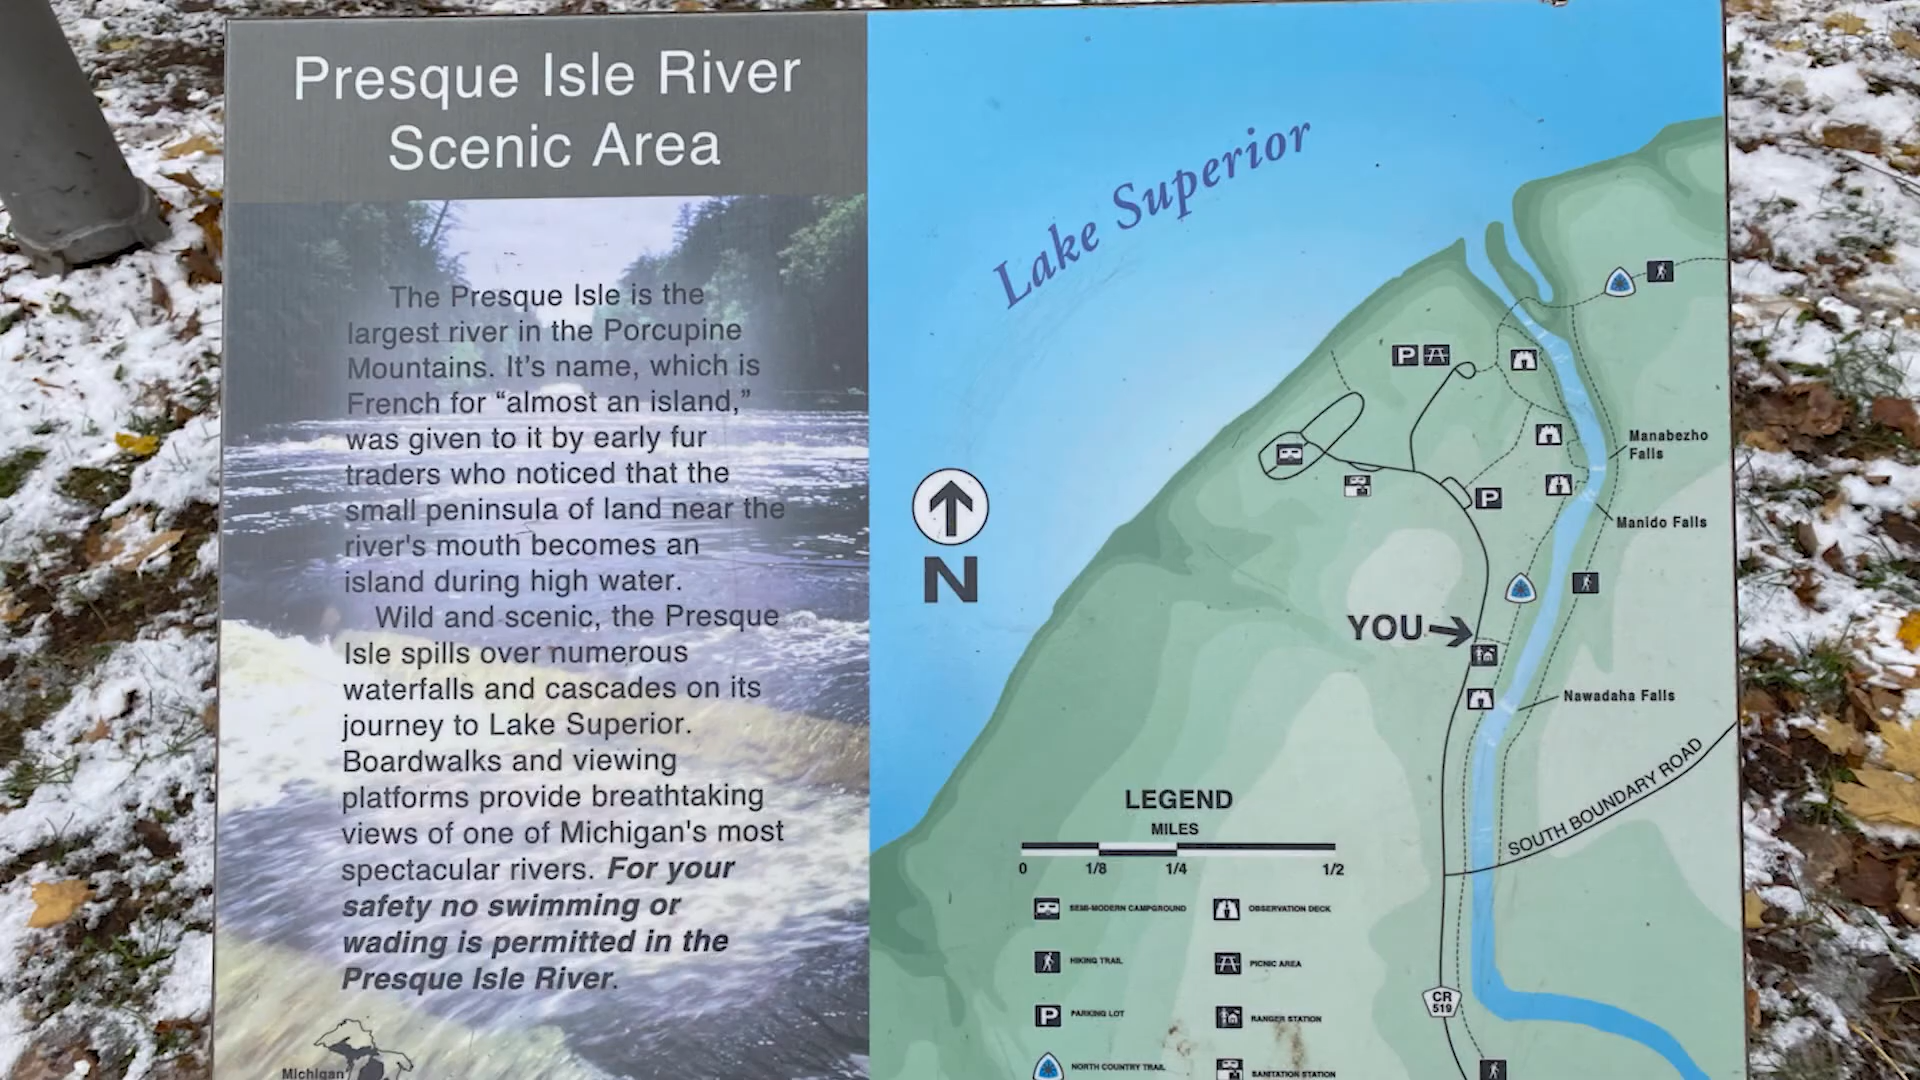 Presque Isle River
Scenic Area
The Presque Isle is the
largest river in the Porcupine
Mountains. It's name, which is
French for “almost an island,”
was given to it by early fur
traders who noticed that the
small peninsula of land near the
river's mouth becomes an
island during high water.
Wild and scenic, the Presque
Isle spills over numerous
waterfalls and cascades on its
journey to Lake Superior.
Boardwalks and viewing
platforms provide breathtaking
views of one of Michigan's most
spectacular rivers. For your
safety no swimming or
wading is permitted in the
Presque Isle River.
Michigan
Lake Superior
N
P
Manabezho
Falls
P
Manido Falls
YOU
Nawadaha Falls
SOUTH BOUNDARY ROAD
CR
519
LEGEND
MILES
0 1/8 1/4 1/2
SEMI-MODERN CAMPGROUND
OBSERVATION DECK
HIKING TRAIL
PICNIC AREA
P PARKING LOT
RANGER STATION
NORTH COUNTRY TRAIL
SANITATION STATION